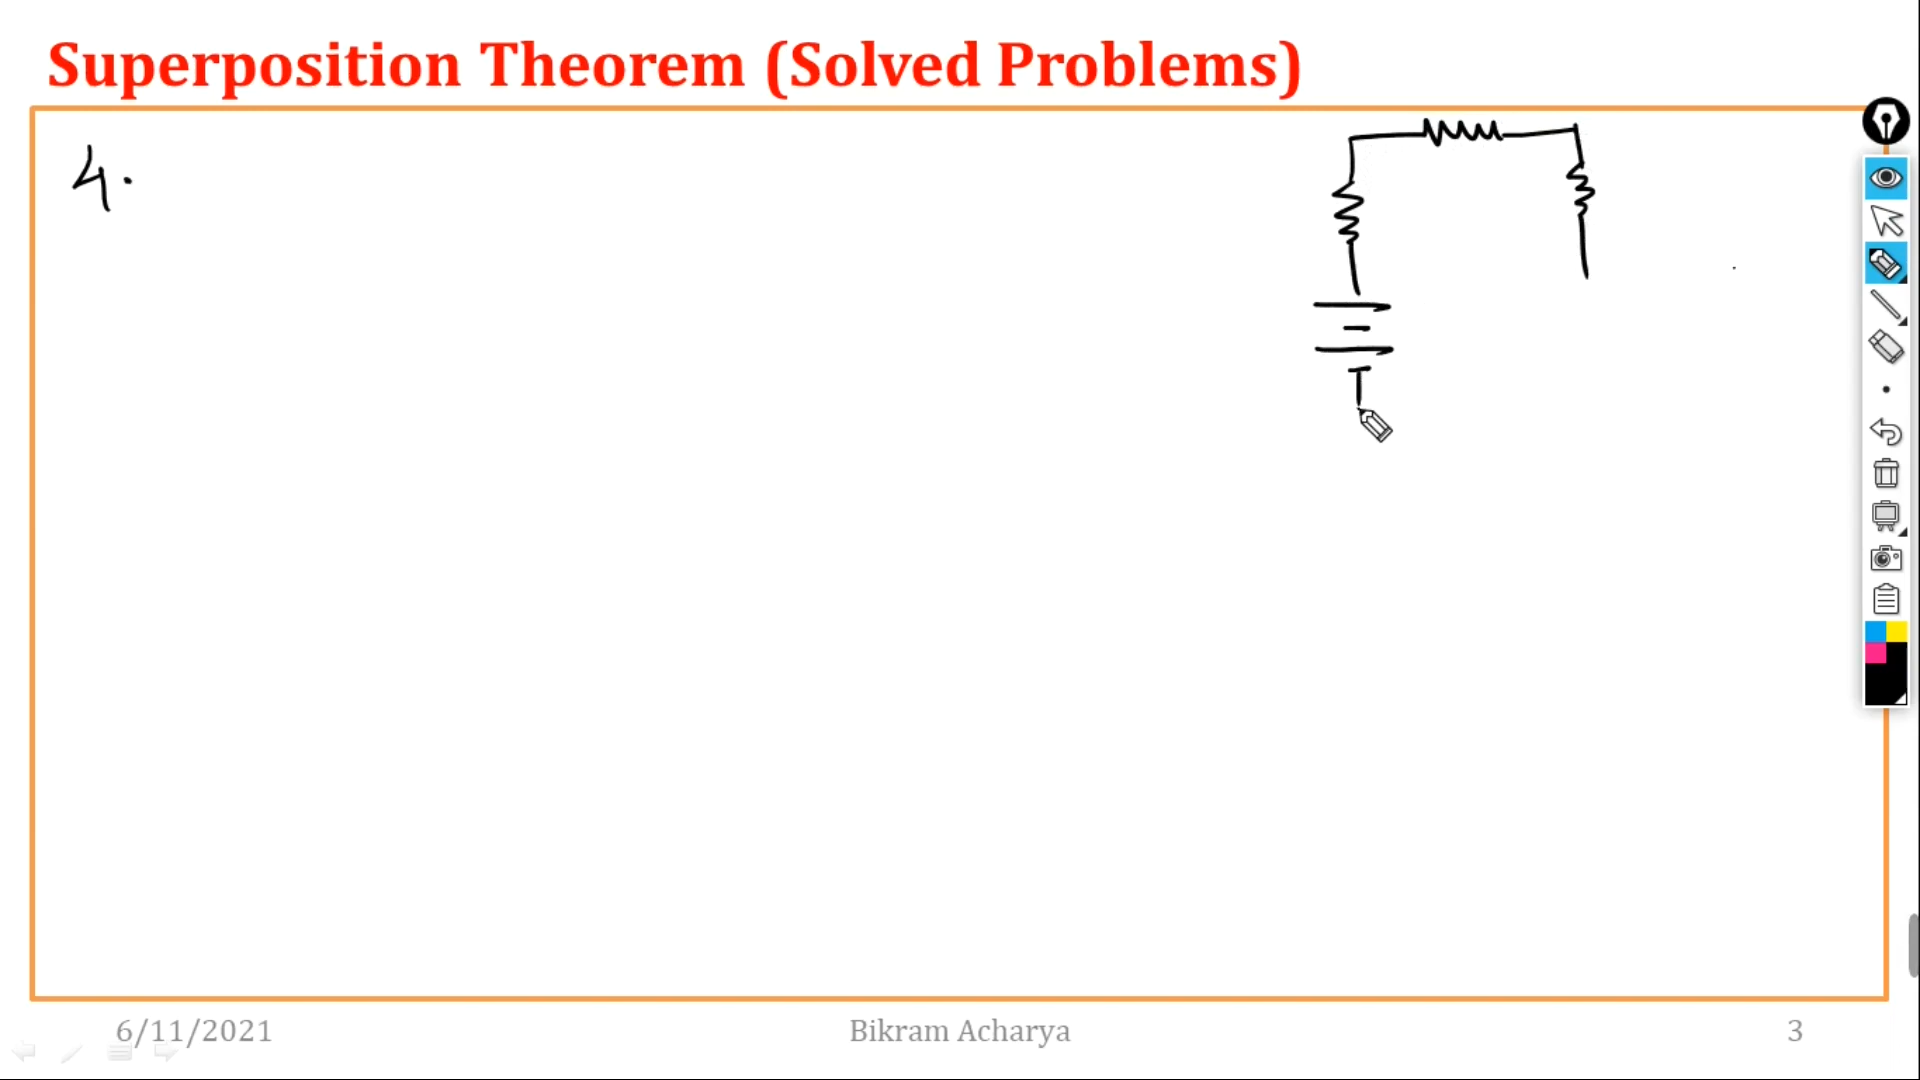 Superposition Theorem (Solved Problems)
4.
6/11/2021
Bikram Acharya
3